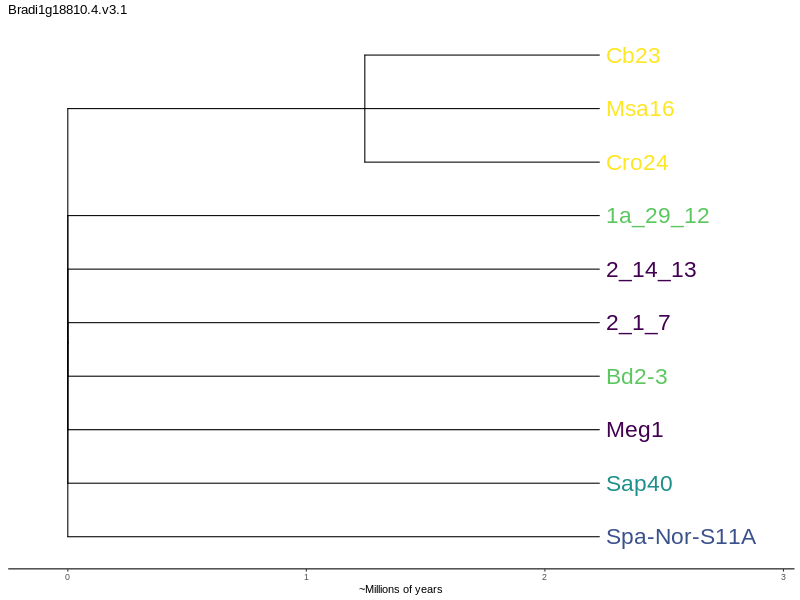 Bradi1g18810.4.v3.1
Cb23
Msa16
Cro24
1a_29_12
2_14_13
2_1_7
Bd2-3
Meg1
Sap40
Spa-Nor-S11A
0 1 2 3
~Millions of years